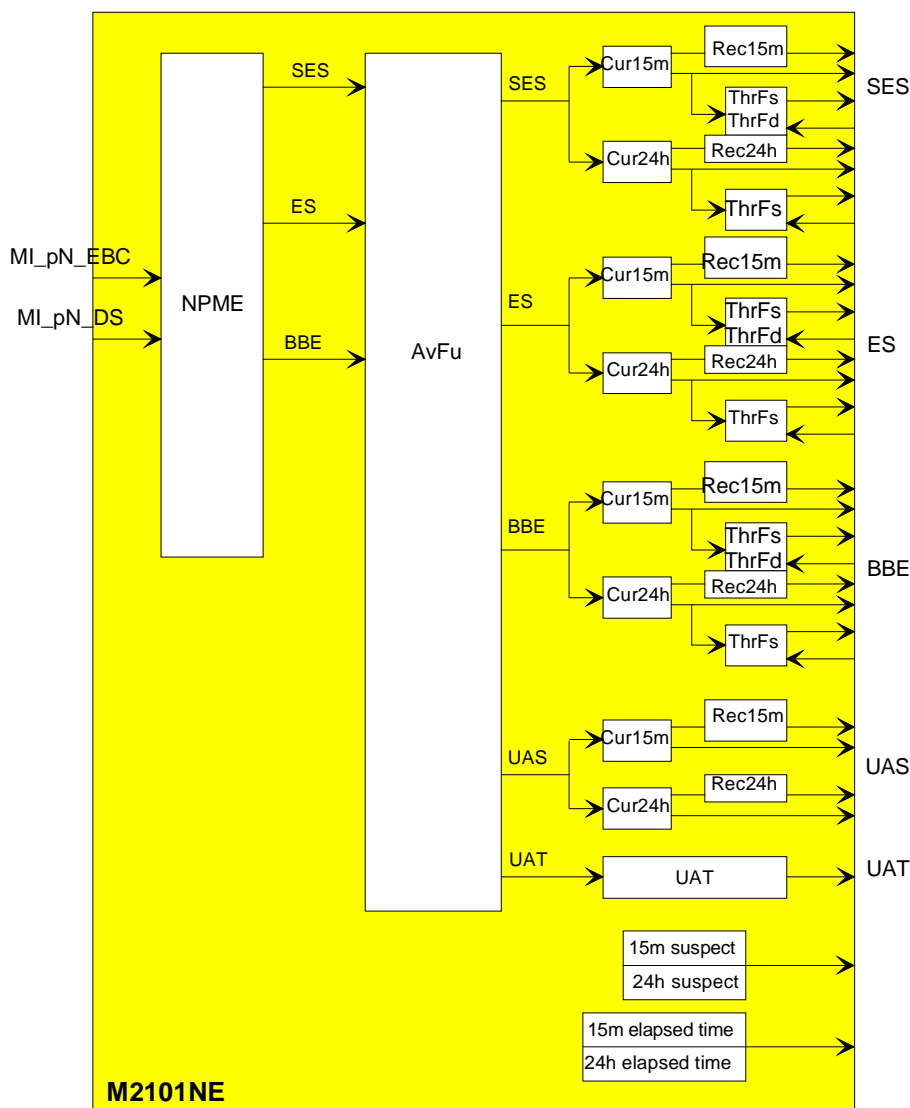 MI_pN_EBC
MI_pN_DS
NPME
SES
ES
BBE
AvFu
SES
Cur15m
Rec15m
ThrFs
ThrFd
Cur24h
Rec24h
ThrFs
SES
ES
Cur15m
Rec15m
ThrFs
ThrFd
Cur24h
Rec24h
ThrFs
ES
BBE
Cur15m
Rec15m
ThrFs
ThrFd
Cur24h
Rec24h
ThrFs
BBE
UAS
Cur15m
Rec15m
Cur24h
Rec24h
UAS
UAT
UAT
UAT
15m suspect
24h suspect
15m elapsed time
24h elapsed time
M2101NE